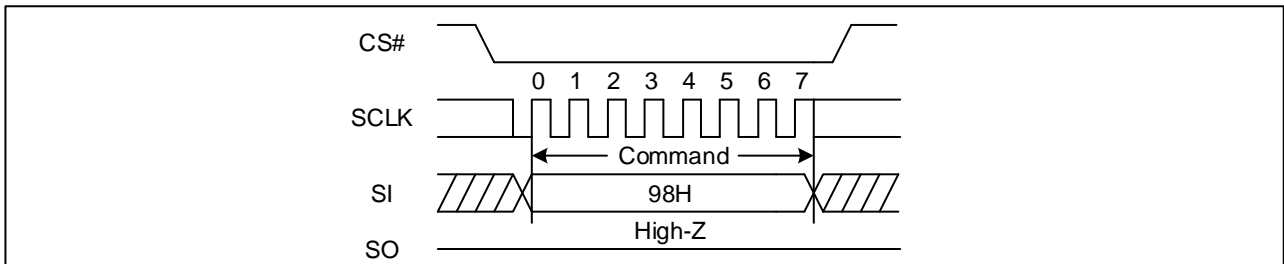 CS#
0 1 2 3 4 5 6 7
SCLK
Command
SI
98H
High-Z
SO